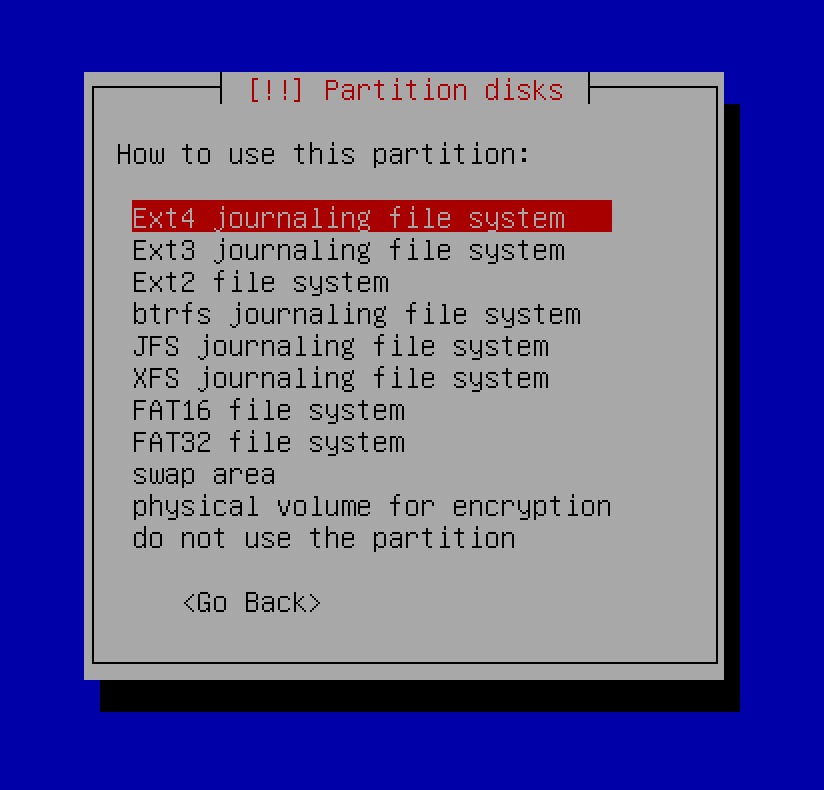 [!!] Partition disks
How to use this partition:
Ext4 journaling file system
Ext3 journaling file system
Ext2 file system
btrfs journaling file system
JFS journaling file system
XFS journaling file system
FAT16 file system
FAT32 file system
swap area
physical volume for encryption
do not use the partition
<Go Back>